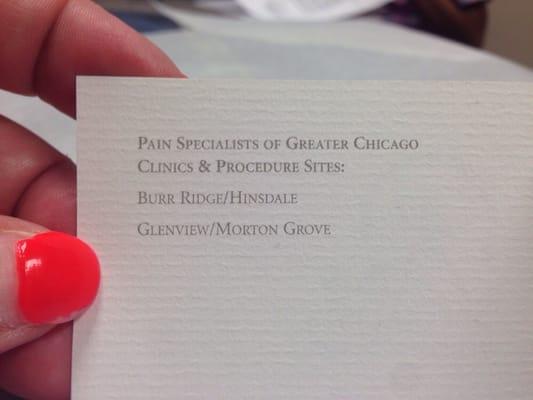 Pain Specialists of Greater Chicago
Clinics & Procedure Sites:
Burr Ridge/Hinsdale
Glenview/Morton Grove